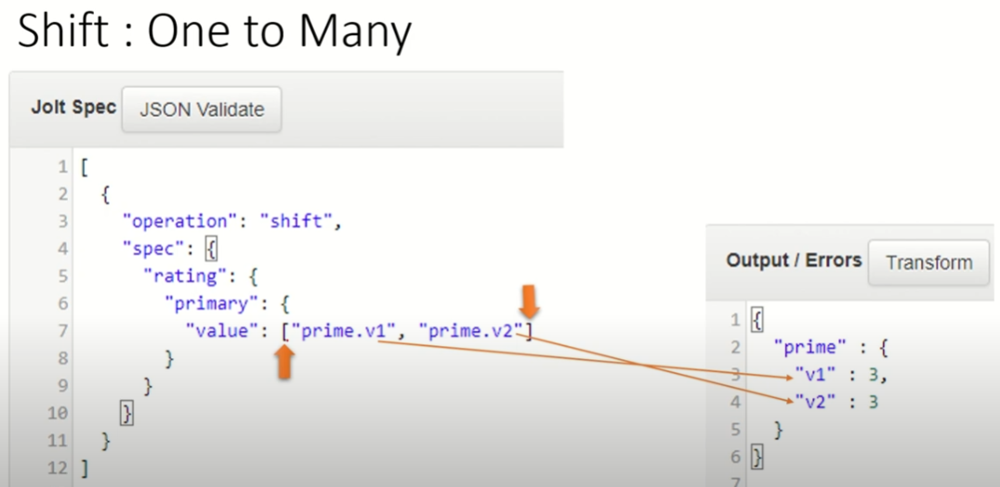 Shift : One to Many
Jolt Spec JSON Validate
1 [
2 {
3 "operation": "shift",
4 "spec": {
5 "rating": {
6 "primary": {
7 "value": ["prime.v1", "prime.v2"]
8 }
9 }
10 }
11 }
12 ]
Output / Errors Transform
1 {
2 "prime" : {
3 "v1" : 3,
4 "v2" : 3
5 }
6 }
7